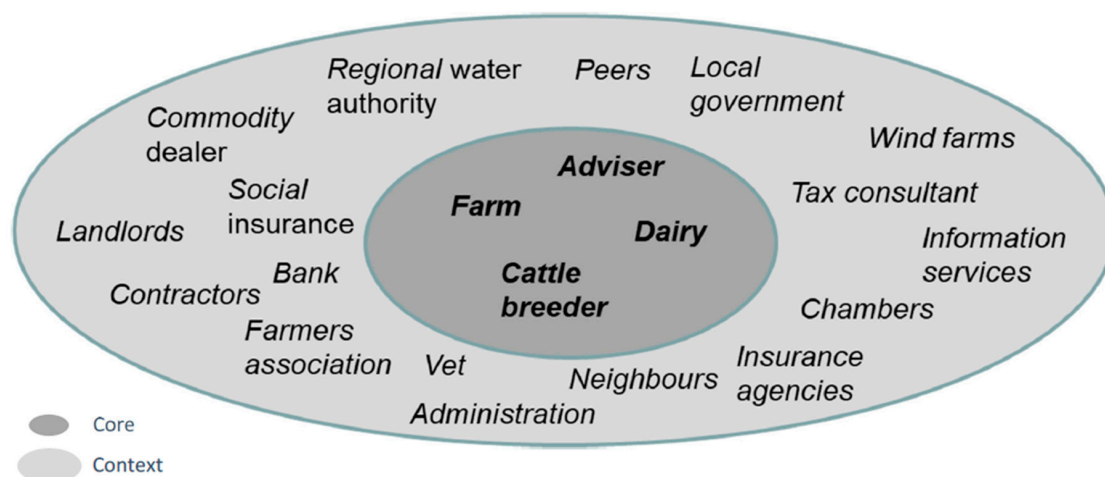 Regional water
authority
Peers
Local
government
Commodity
dealer
Wind farms
Adviser
Social
insurance
Farm
Tax consultant
Landlords
Dairy
Information
services
Bank
Cattle
breeder
Contractors
Chambers
Farmers
association
Vet
Neighbours
Insurance
agencies
Administration
Core
Context